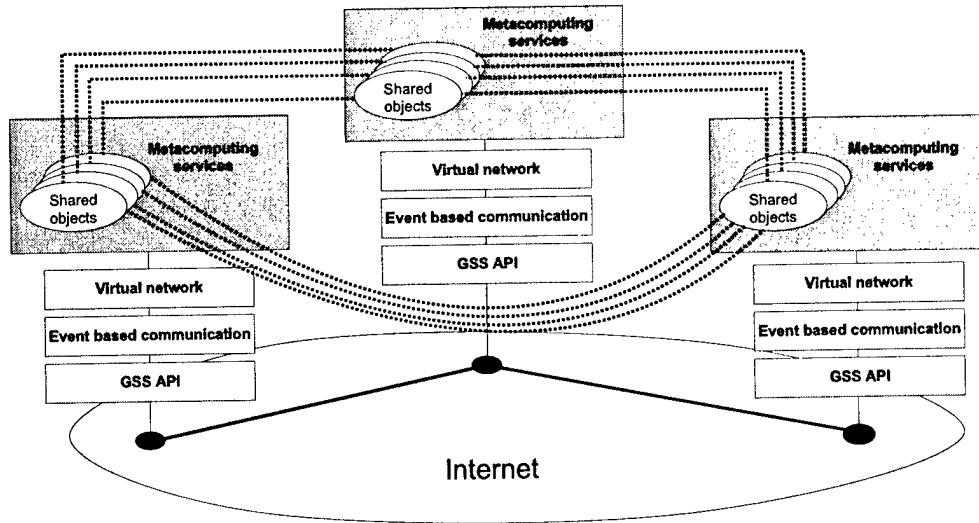 Metacomputing
services
Shared
objects
Virtual network
Event based communication
GSS API
Metacomputing
services
Shared
objects
Virtual network
Event based communication
GSS API
Metacomputing
services
Shared
objects
Virtual network
Event based communication
GSS API
Internet